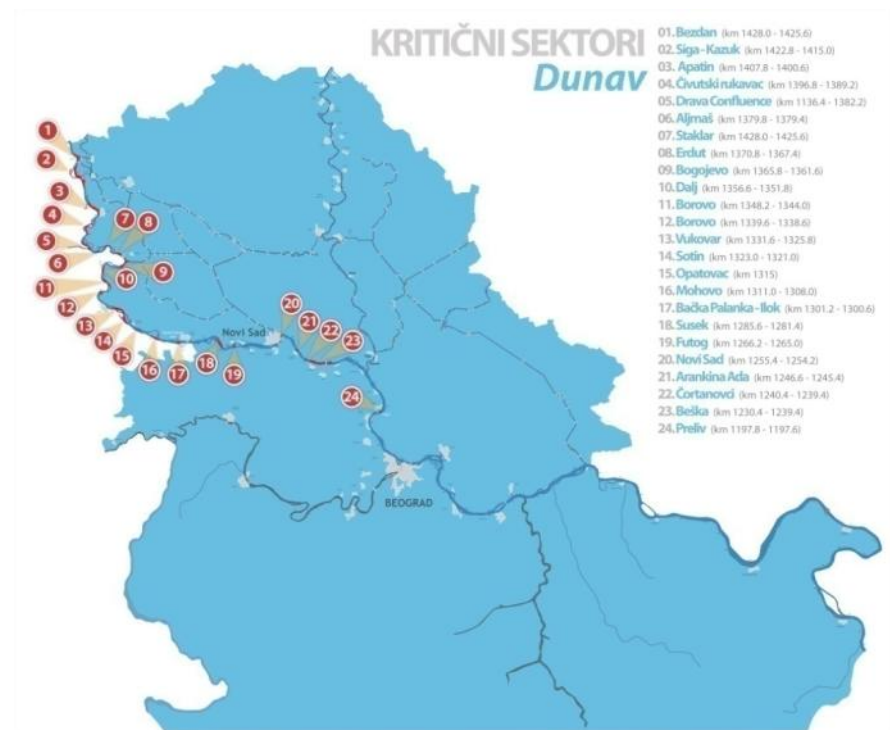 KRITIČNI SEKTORI
Dunav
01. Bezdan (km 1428.0 - 1425.6)
02. Siga - Kazuk (km 1422.8 - 1415.0)
03. Apatin (km 1407.8 - 1400.6)
04. Čivutski rukavac (km 1396.8 - 1389.2)
05. Drava Confluence (km 1136.4 - 1382.2)
06. Aljmaš (km 1379.8 - 1379.4)
07. Staklar (km 1428.0 - 1425.6)
08. Erdut (km 1370.8 - 1367.4)
09. Bogojevo (km 1365.8 - 1361.6)
10. Dalj (km 1356.6 - 1351.8)
11. Borovo (km 1348.2 - 1344.0)
12. Borovo (km 1339.6 - 1338.6)
13. Vukovar (km 1331.6 - 1325.8)
14. Sotin (km 1323.0 - 1321.0)
15. Opatovac (km 1315)
16. Mohovo (km 1311.0 - 1308.0)
17. Bačka Palanka - Ilok (km 1301.2 - 1300.6)
18. Susek (km 1285.6 - 1281.4)
19. Futog (km 1266.2 - 1265.0)
20. Novi Sad (km 1255.4 - 1254.2)
21. Arankina Ada (km 1246.6 - 1245.4)
22. Čortanovci (km 1240.4 - 1239.4)
23. Beška (km 1230.4 - 1239.4)
24. Preliv (km 1197.8 - 1197.6)
1
2
3
4
5
6
7
8
9
10
11
12
13
14
15
16
17
18
19
20
21
22
23
24
Novi Sad
BEOGRAD